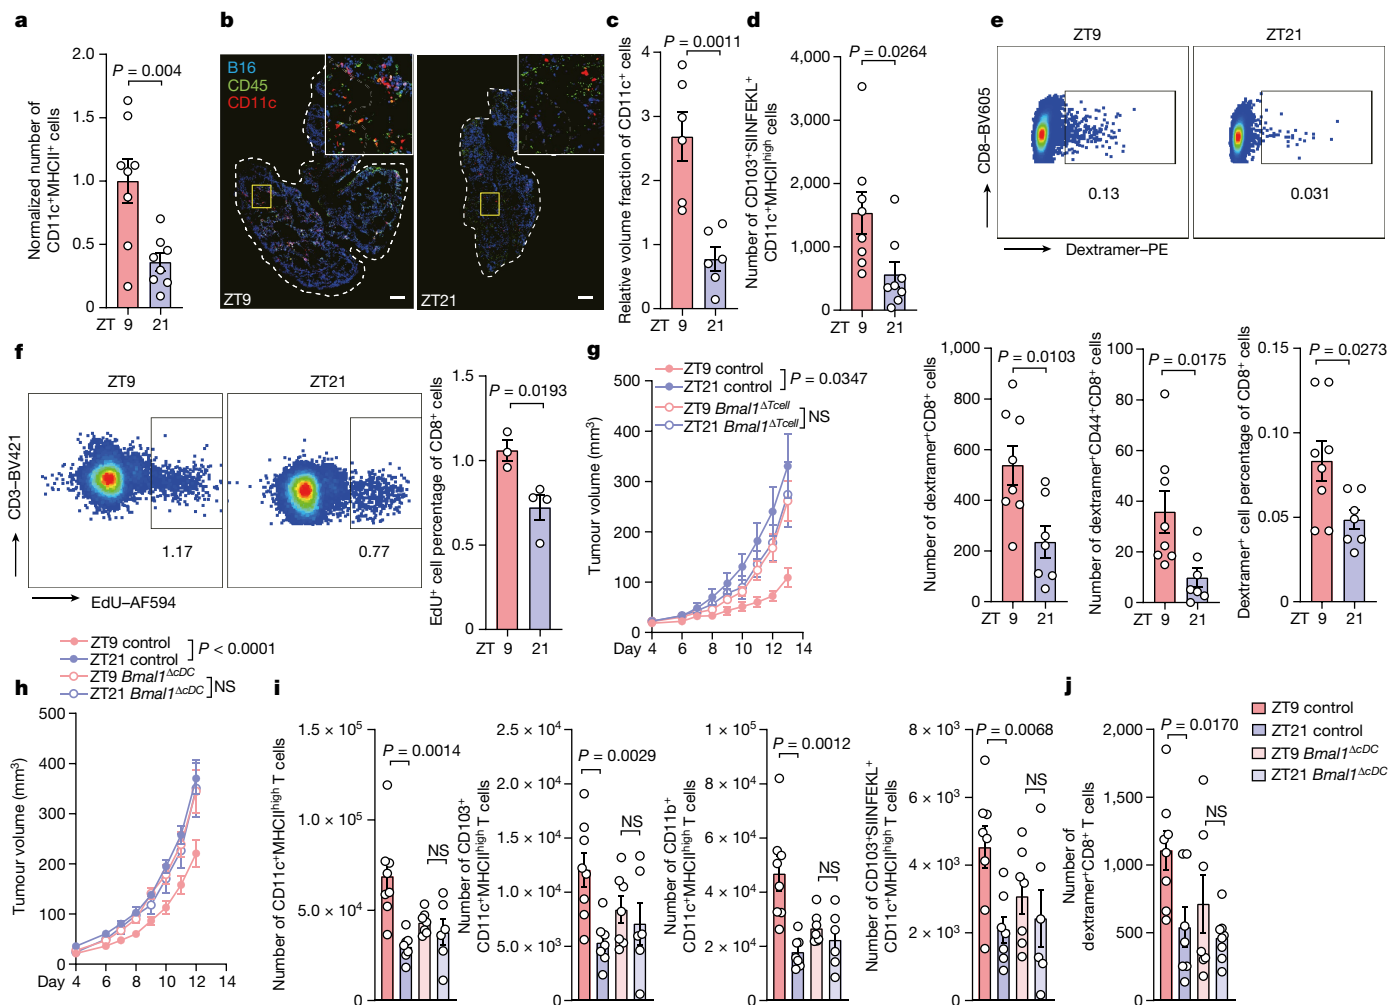 a
Normalized number of
CD11c⁺MHCII⁺ cells
2.0
1.5
1.0
0.5
0
P = 0.004
ZT 9 21
b
B16
CD45
CD11c
ZT9
ZT21
c
Relative volume fraction of CD11c⁺ cells
4
3
2
1
0
P = 0.0011
ZT 9 21
d
Number of CD103⁺SIINFEKL⁺
CD11c⁺MHCIIhigh cells
4,000
3,000
2,000
1,000
0
P = 0.0264
ZT 9 21
e
ZT9
ZT21
CD8–BV605
0.13
0.031
Dextramer–PE
Number of dextramer⁺CD8⁺ cells
1,000
800
600
400
200
0
P = 0.0103
ZT 9 21
Number of dextramer⁺CD44⁺CD8⁺ cells
100
80
60
40
20
0
P = 0.0175
9 21
Dextramer⁺ cell percentage of CD8⁺ cells
0.15
0.10
0.05
0
P = 0.0273
9 21
f
ZT9
ZT21
CD3–BV421
1.17
0.77
EdU–AF594
EdU⁺ cell percentage of CD8⁺ cells
1.5
1.0
0.5
0
P = 0.0193
ZT 9 21
g
ZT9 control
ZT21 control
P = 0.0347
ZT9 Bmal1ΔTcell
ZT21 Bmal1ΔTcell
NS
Tumour volume (mm³)
500
400
300
200
100
0
Day 4 6 8 10 12 14
h
ZT9 control
ZT21 control
P < 0.0001
ZT9 Bmal1ΔcDC
ZT21 Bmal1ΔcDC
NS
Tumour volume (mm³)
500
400
300
200
100
0
Day 4 6 8 10 12 14
i
Number of CD11c⁺MHCIIhigh T cells
1.5 × 10⁵
1.0 × 10⁵
5.0 × 10⁴
0
P = 0.0014
NS
Number of CD103⁺
CD11c⁺MHCIIhigh T cells
2.5 × 10⁴
2.0 × 10⁴
1.5 × 10⁴
1.0 × 10⁴
5.0 × 10³
0
P = 0.0029
NS
Number of CD11b⁺
CD11c⁺MHCIIhigh T cells
1 × 10⁵
8 × 10⁴
6 × 10⁴
4 × 10⁴
2 × 10⁴
0
P = 0.0012
NS
Number of CD103⁺SIINFEKL⁺
CD11c⁺MHCIIhigh T cells
8 × 10³
6 × 10³
4 × 10³
2 × 10³
0
P = 0.0068
NS
j
Number of
dextramer⁺CD8⁺ T cells
2,000
1,500
1,000
500
0
P = 0.0170
NS
ZT9 control
ZT21 control
ZT9 Bmal1ΔcDC
ZT21 Bmal1ΔcDC